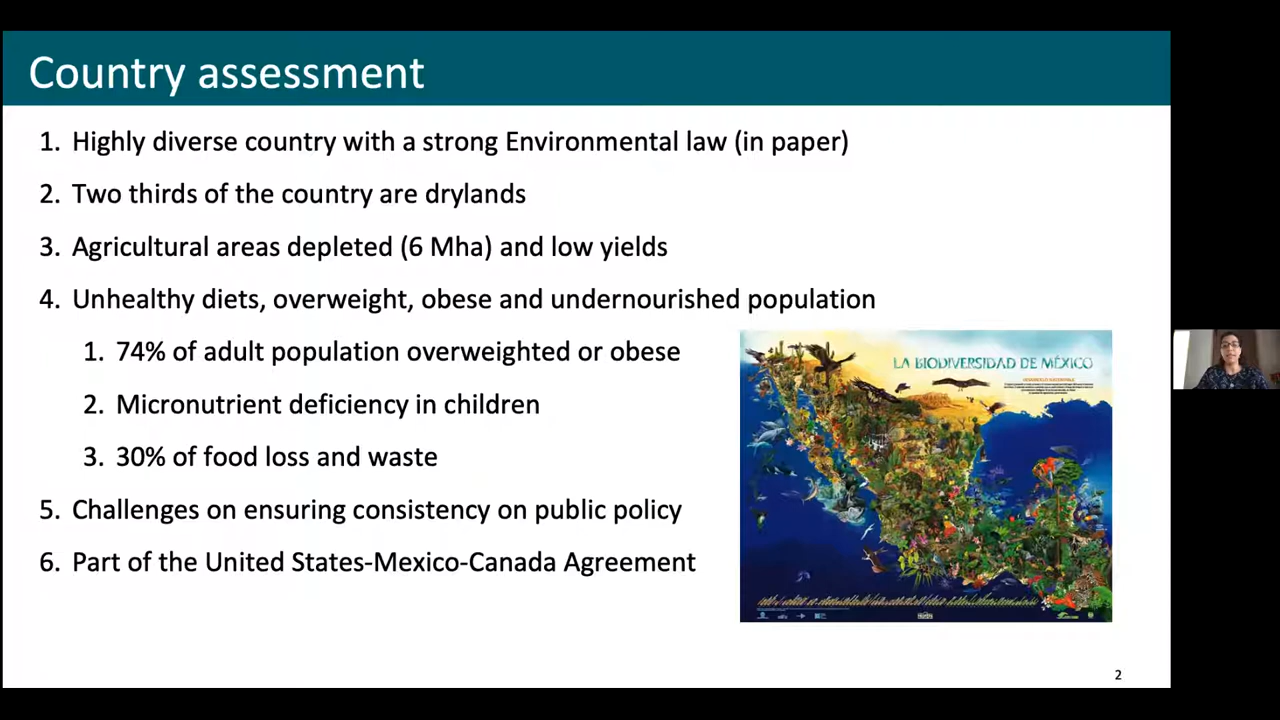 Country assessment
1. Highly diverse country with a strong Environmental law (in paper)
2. Two thirds of the country are drylands
3. Agricultural areas depleted (6 Mha) and low yields
4. Unhealthy diets, overweight, obese and undernourished population
1. 74% of adult population overweighted or obese
2. Micronutrient deficiency in children
3. 30% of food loss and waste
5. Challenges on ensuring consistency on public policy
6. Part of the United States-Mexico-Canada Agreement
LA BIODIVERSIDAD DE MÉXICO
2